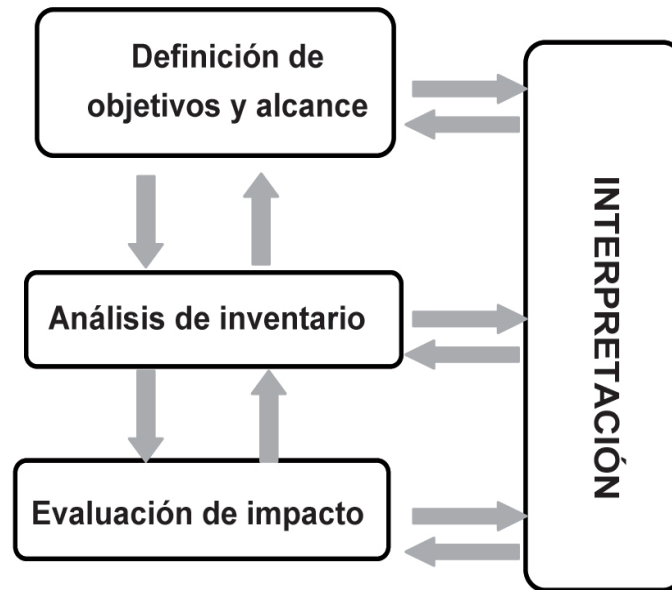 Definición de
objetivos y alcance
Análisis de inventario
Evaluación de impacto
INTERPRETACIÓN